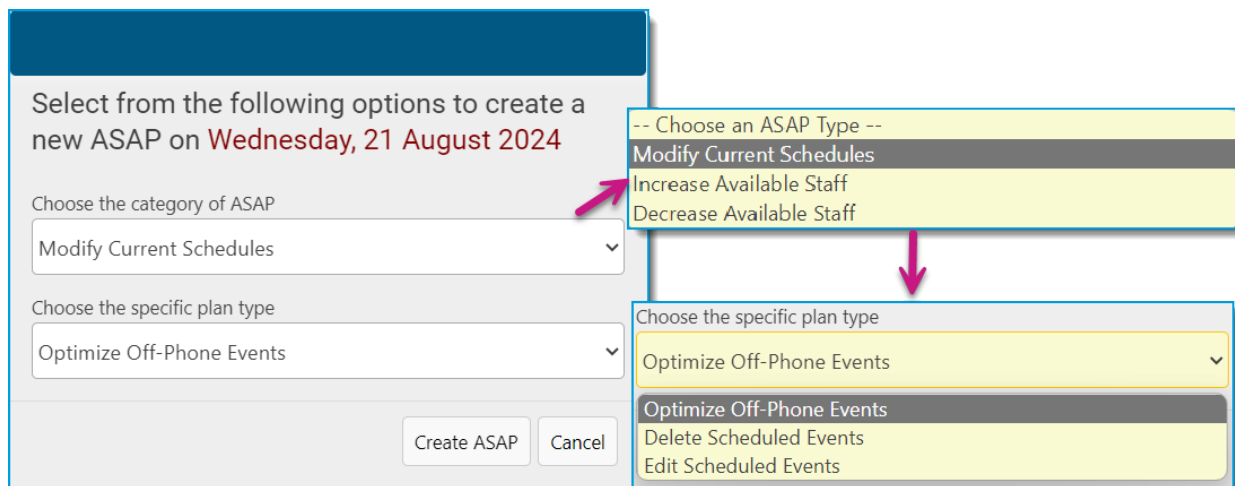 Select from the following options to create a
new ASAP on Wednesday, 21 August 2024
Choose the category of ASAP
Modify Current Schedules
Choose the specific plan type
Optimize Off-Phone Events
Create ASAP
Cancel
-- Choose an ASAP Type --
Modify Current Schedules
Increase Available Staff
Decrease Available Staff
Choose the specific plan type
Optimize Off-Phone Events
Optimize Off-Phone Events
Delete Scheduled Events
Edit Scheduled Events